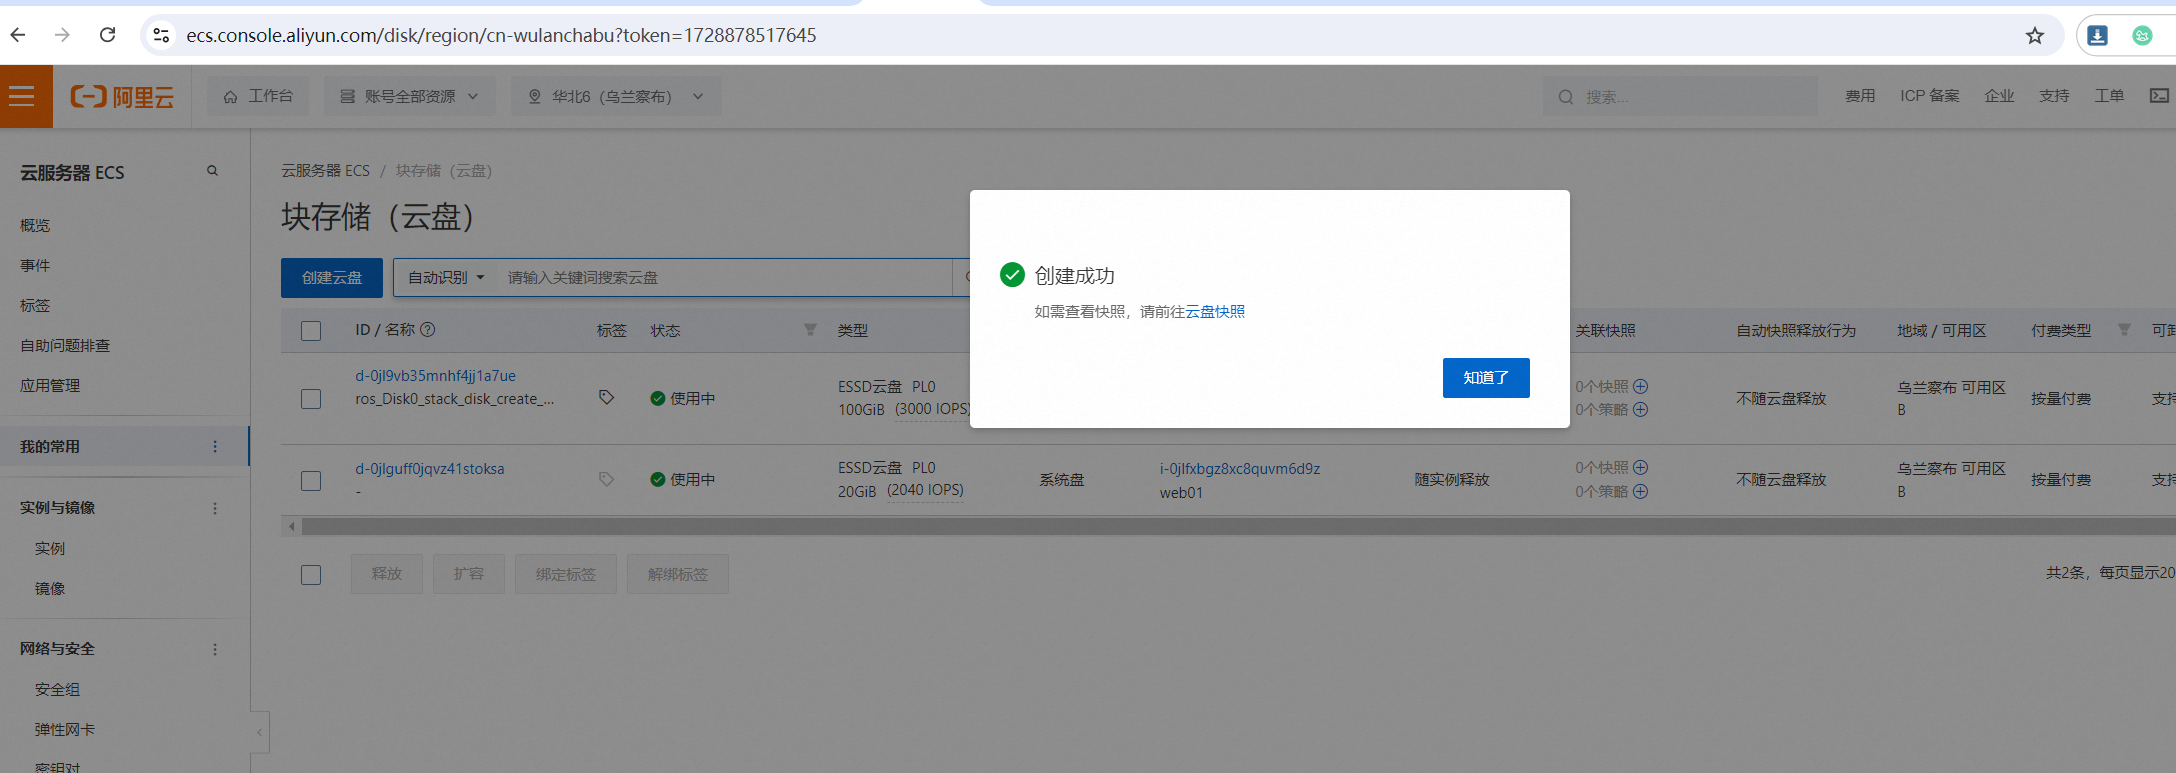 ecs.console.aliyun.com/disk/region/cn-wulanchabu?token=1728878517645
阿里云
工作台
账号全部资源
华北6（乌兰察布）
搜索...
费用
ICP 备案
企业
支持
工单
云服务器 ECS
概览
事件
标签
自助问题排查
应用管理
我的常用
实例与镜像
实例
镜像
网络与安全
安全组
弹性网卡
密钥对
云服务器 ECS / 块存储（云盘）
块存储（云盘）
创建云盘
自动识别
请输入关键词搜索云盘
创建成功
如需查看快照，请前往云盘快照
知道了
ID / 名称 标签 状态 类型 关联快照 自动快照释放行为 地域 / 可用区 付费类型
d-0jl9vb35mnhf4jj1a7ue
ros_Disk0_stack_disk_create_...
使用中
ESSD云盘 PL0
100GiB (3000 IOPS)
0个快照
0个策略
不随云盘释放
乌兰察布 可用区
B
按量付费
d-0jlguff0jqvz41stoksa
-
使用中
ESSD云盘 PL0
20GiB (2040 IOPS)
系统盘
i-0jlfxbgz8xc8quvm6d9z
web01
随实例释放
0个快照
0个策略
不随云盘释放
乌兰察布 可用区
B
按量付费
释放
扩容
绑定标签
解绑标签
共2条，每页显示20